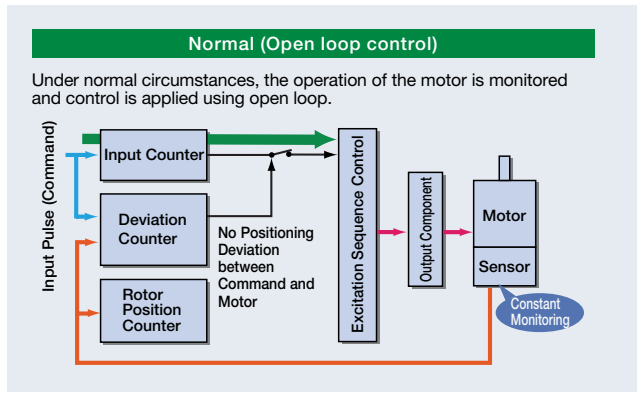 Normal (Open loop control)
Under normal circumstances, the operation of the motor is monitored
and control is applied using open loop.
Input Pulse (Command)
Input Counter
Deviation
Counter
Rotor
Position
Counter
No Positioning
Deviation
between
Command and
Motor
Excitation Sequence Control
Output Component
Motor
Sensor
Constant
Monitoring